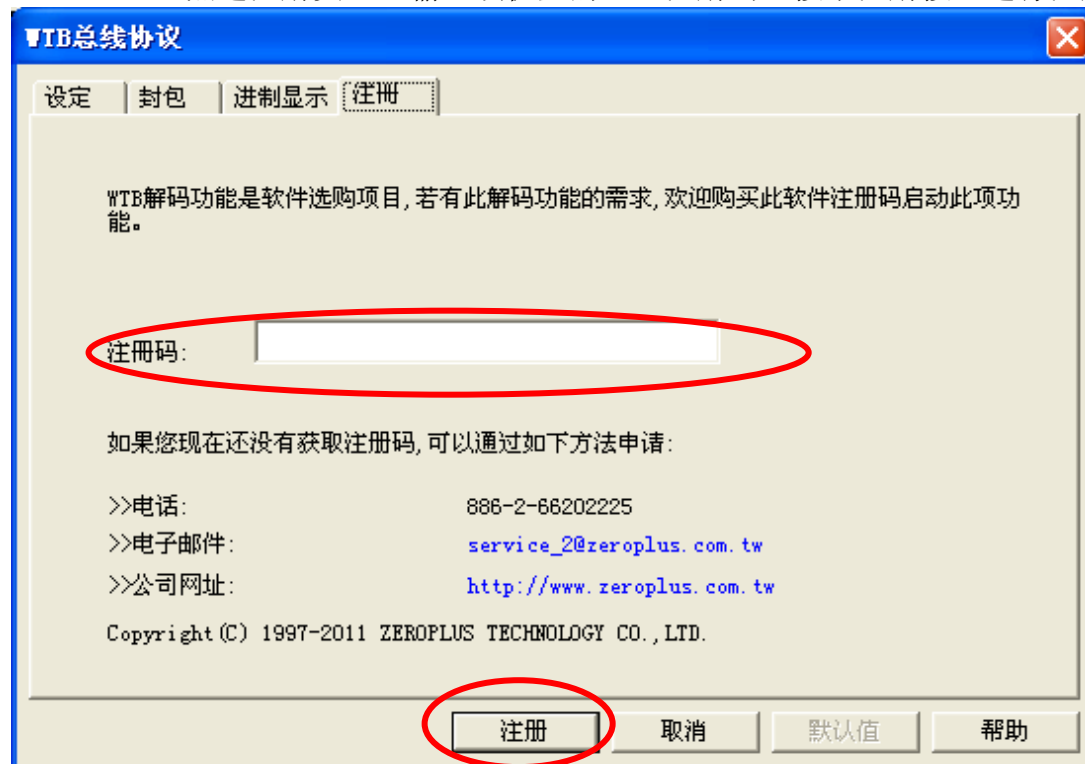 WTB总线协议
设定 封包 进制显示 注册
WTB解码功能是软件选购项目,若有此解码功能的需求,欢迎购买此软件注册码启动此项功
能。
注册码:
如果您现在还没有获取注册码,可以通过如下方法申请:
>>电话: 886-2-66202225
>>电子邮件: service_2@zeroplus.com.tw
>>公司网址: http://www.zeroplus.com.tw
Copyright(C) 1997-2011 ZEROPLUS TECHNOLOGY CO.,LTD.
注册 取消 默认值 帮助